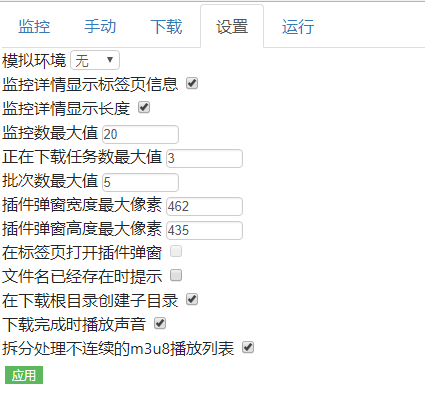 监控 手动 下载 设置 运行
模拟环境 无
监控详情显示标签页信息
监控详情显示长度
监控数最大值 20
正在下载任务数最大值 3
批次数最大值 5
插件弹窗宽度最大像素 462
插件弹窗高度最大像素 435
在标签页打开插件弹窗
文件名已经存在时提示
在下载根目录创建子目录
下载完成时播放声音
拆分处理不连续的m3u8播放列表
应用